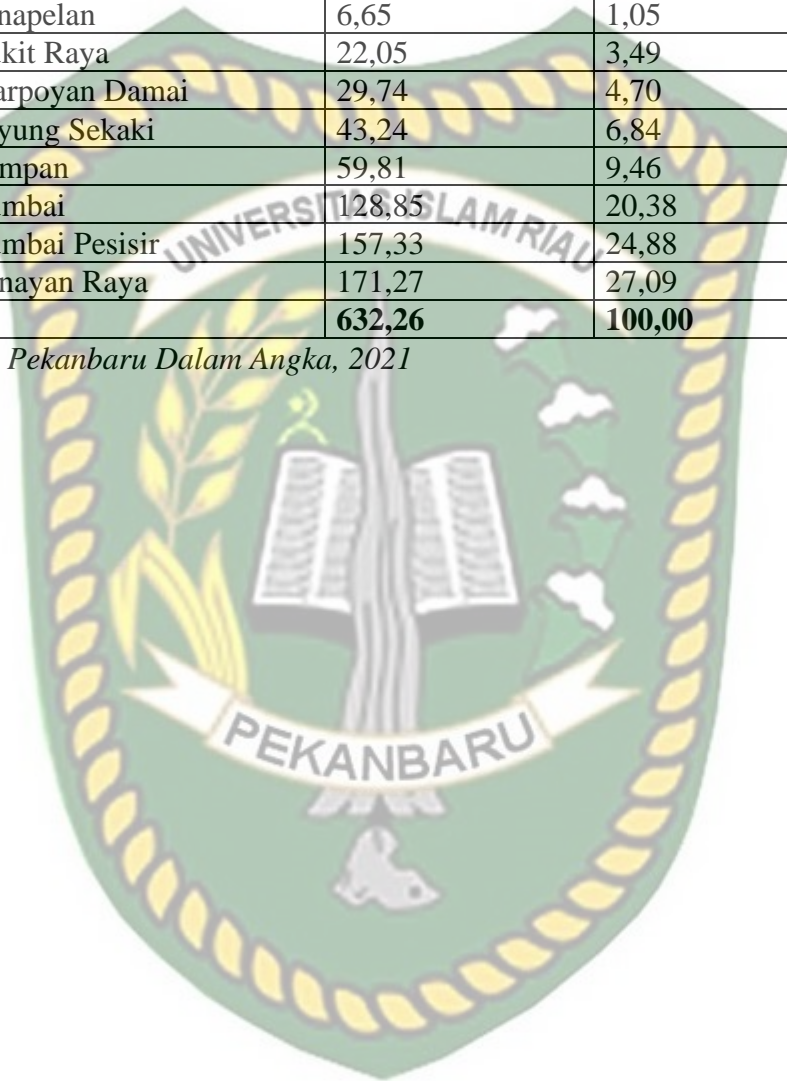 napelan 6,65 1,05
kit Raya 22,05 3,49
arpoyan Damai 29,74 4,70
yung Sekaki 43,24 6,84
mpan 59,81 9,46
mbai 128,85 20,38
mbai Pesisir 157,33 24,88
nayan Raya 171,27 27,09
632,26 100,00
Pekanbaru Dalam Angka, 2021
UNIVERSITAS ISLAM RIAU
PEKANBARU